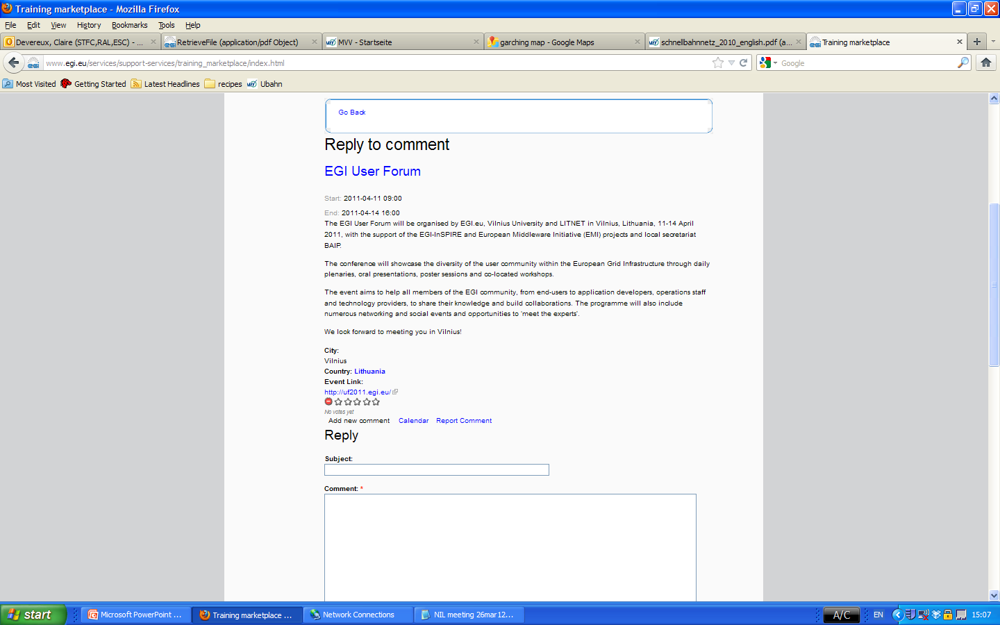 Training marketplace - Mozilla Firefox
File Edit View History Bookmarks Tools Help
Devereux, Claire (STFC,RAL,ESC) - ...
RetrieveFile (application/pdf Object)
MVV - Startseite
garching map - Google Maps
schnellbahnnetz_2010_english.pdf (a...
Training marketplace
www.egi.eu/services/support-services/training_marketplace/index.html
Google
Most Visited Getting Started Latest Headlines recipes Ubahn
Go Back
Reply to comment
EGI User Forum
Start: 2011-04-11 09:00
End: 2011-04-14 16:00
The EGI User Forum will be organised by EGI.eu, Vilnius University and LITNET in Vilnius, Lithuania, 11-14 April
2011, with the support of the EGI-InSPIRE and European Middleware Initiative (EMI) projects and local secretariat
BAIP.
The conference will showcase the diversity of the user community within the European Grid Infrastructure through daily
plenaries, oral presentations, poster sessions and co-located workshops.
The event aims to help all members of the EGI community, from end-users to application developers, operations staff
and technology providers, to share their knowledge and build collaborations. The programme will also include
numerous networking and social events and opportunities to 'meet the experts'.
We look forward to meeting you in Vilnius!
City:
Vilnius
Country: Lithuania
Event Link:
http://uf2011.egi.eu/
No votes yet
Add new comment Calendar Report Comment
Reply
Subject:
Comment: *
start
Microsoft PowerPoint ...
Training marketplace ...
Network Connections
NIL meeting 26mar12...
A/C
EN
15:07